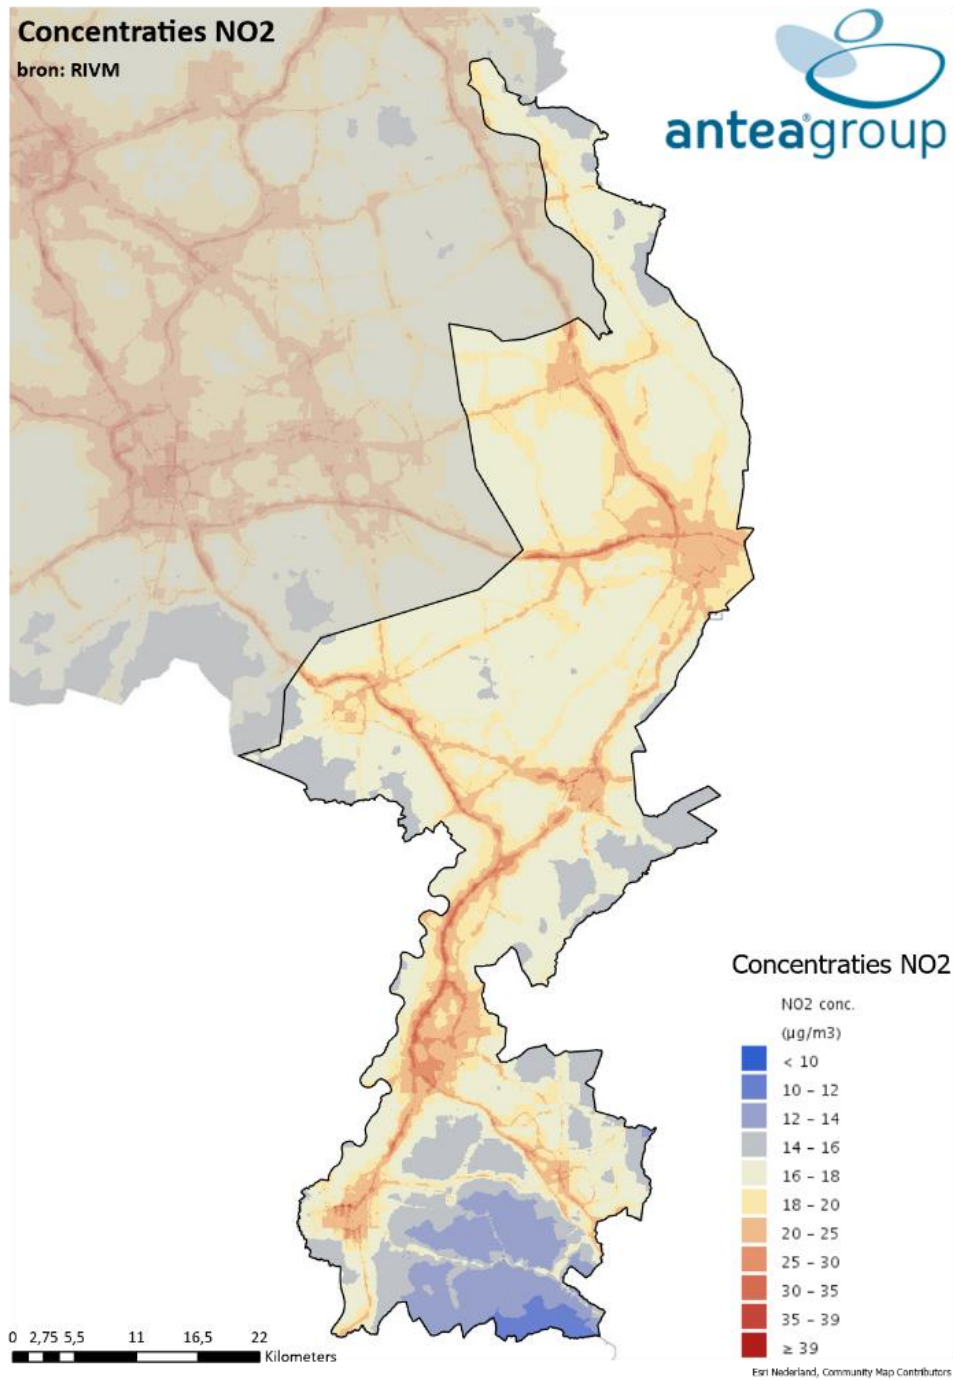 Concentraties NO2
bron: RIVM
antea®group
Concentraties NO2
NO2 conc.
(µg/m3)
< 10
10 – 12
12 – 14
14 – 16
16 – 18
18 – 20
20 – 25
25 – 30
30 – 35
35 – 39
≥ 39
0 2,75 5,5 11 16,5 22
Kilometers
Esri Nederland, Community Map Contributors